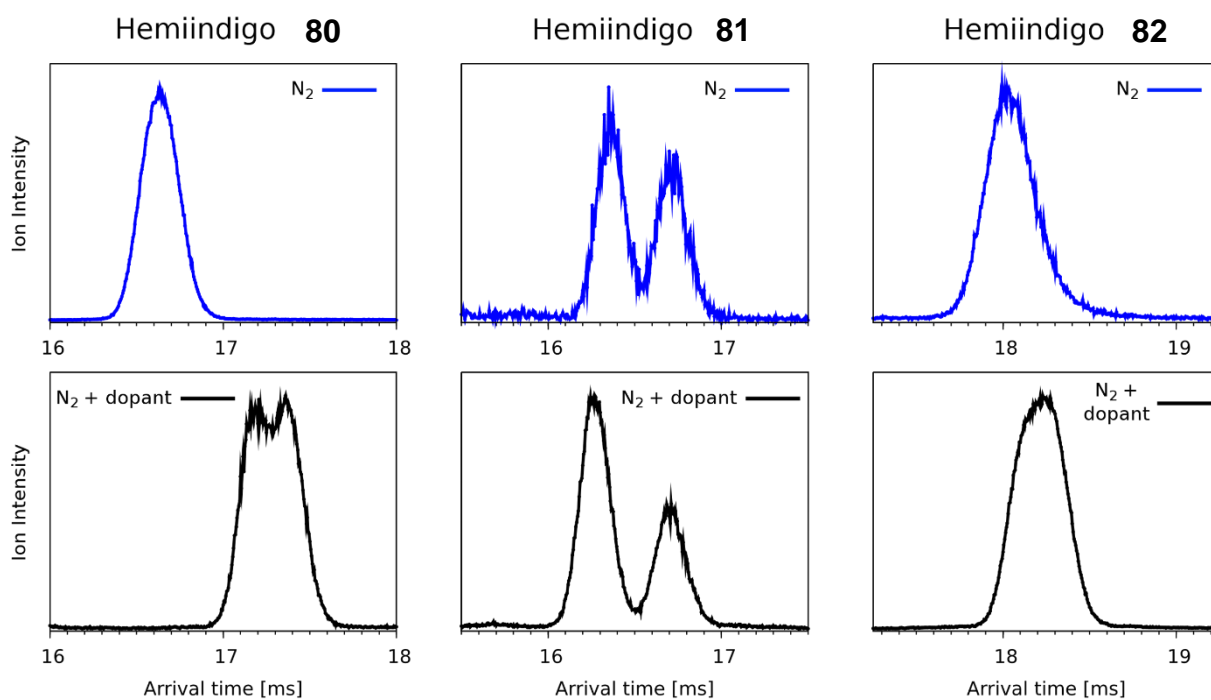 Hemiindigo 80
Hemiindigo 81
Hemiindigo 82
Ion Intensity
N₂
N₂
N₂
16 17 18
16 17
18 19
Ion Intensity
N₂ + dopant
N₂ + dopant
N₂ +
dopant
16 17 18
16 17
18 19
Arrival time [ms]
Arrival time [ms]
Arrival time [ms]